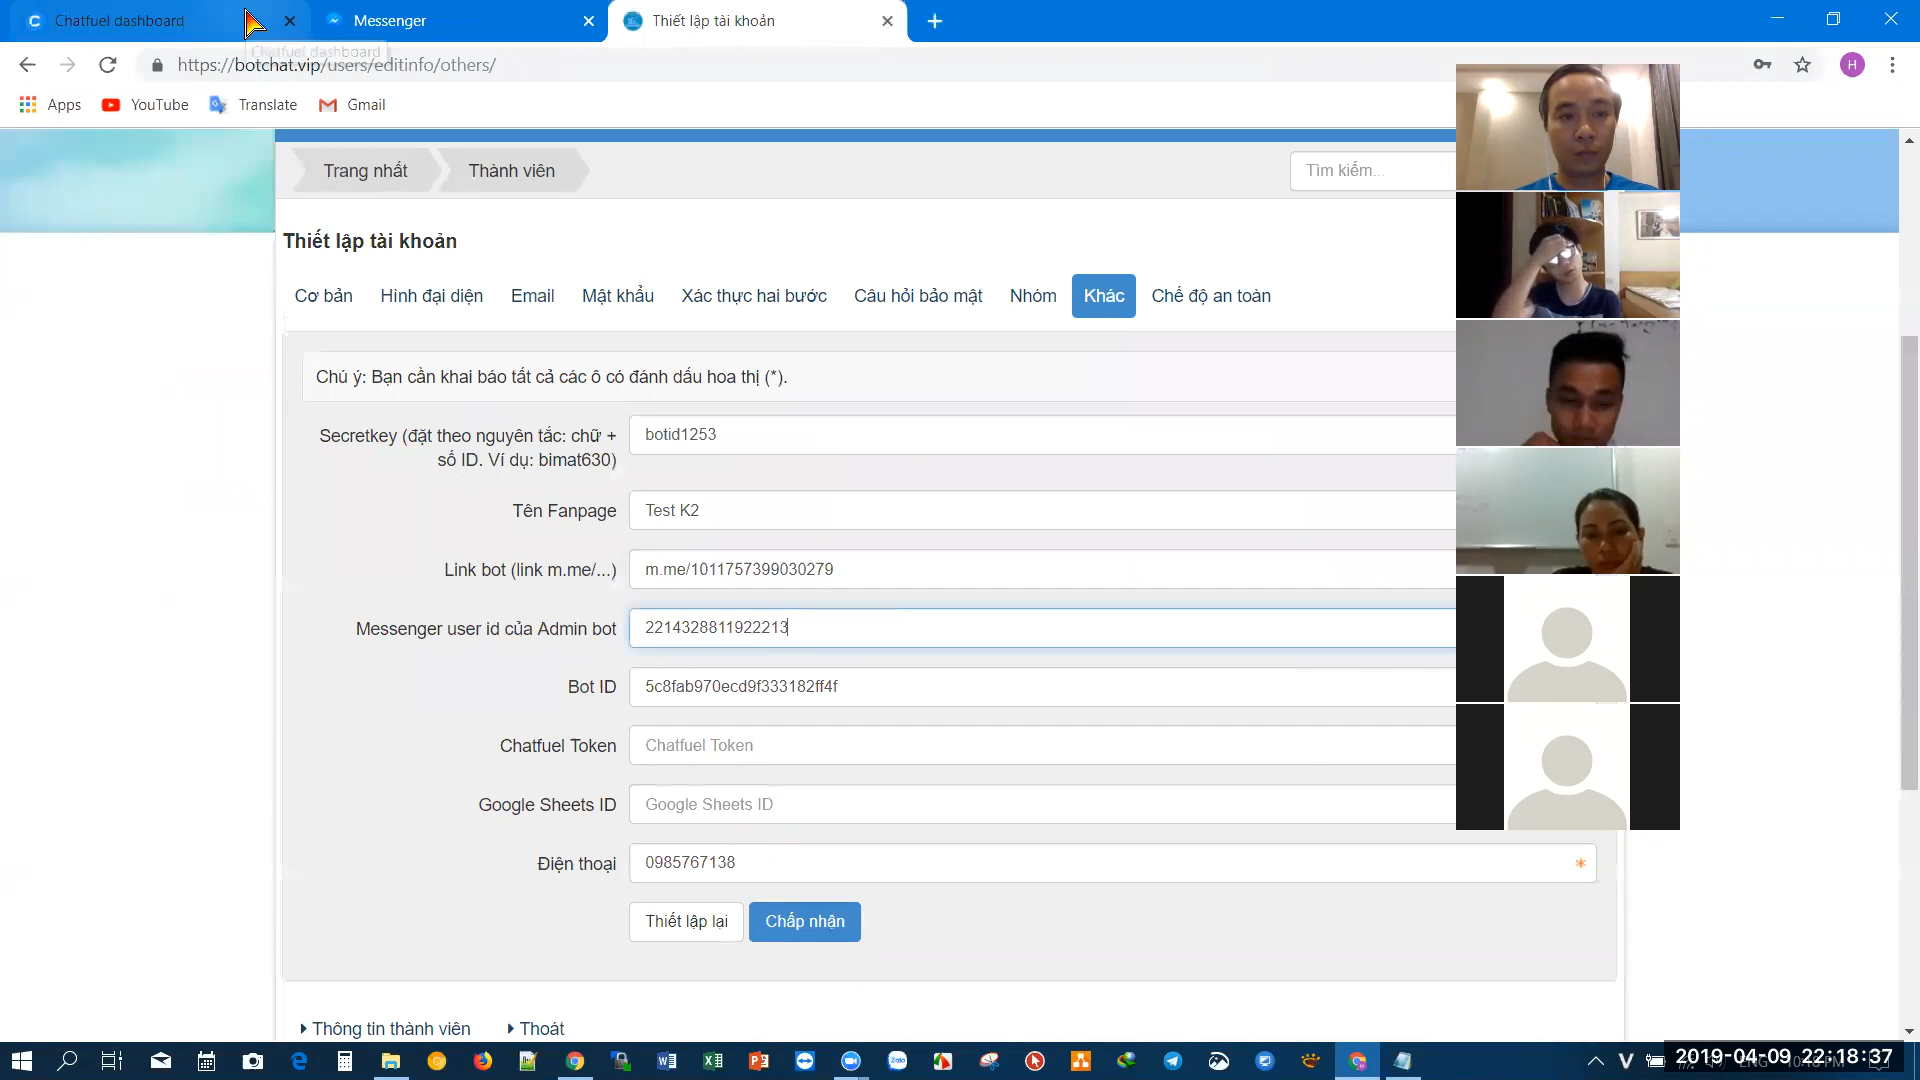 Chatfuel dashboard
Messenger
Thiết lập tài khoản
Chatfuel dashboard
https://botchat.vip/users/editinfo/others/
H
Apps
YouTube
Translate
Gmail
Trang nhất
Thành viên
Tìm kiếm...
Thiết lập tài khoản
Cơ bản
Hình đại diện
Email
Mật khẩu
Xác thực hai bước
Câu hỏi bảo mật
Nhóm
Khác
Chế độ an toàn
Chú ý: Bạn cần khai báo tất cả các ô có đánh dấu hoa thị (*).
Secretkey (đặt theo nguyên tắc: chữ +
số ID. Ví dụ: bimat630)
botid1253
Tên Fanpage
Test K2
Link bot (link m.me/...)
m.me/1011757399030279
Messenger user id của Admin bot
2214328811922213
Bot ID
5c8fab970ecd9f333182ff4f
Chatfuel Token
Chatfuel Token
Google Sheets ID
Google Sheets ID
Điện thoại
0985767138
*
Thiết lập lại
Chấp nhận
Thông tin thành viên
Thoát
2019-04-09 22:18:37